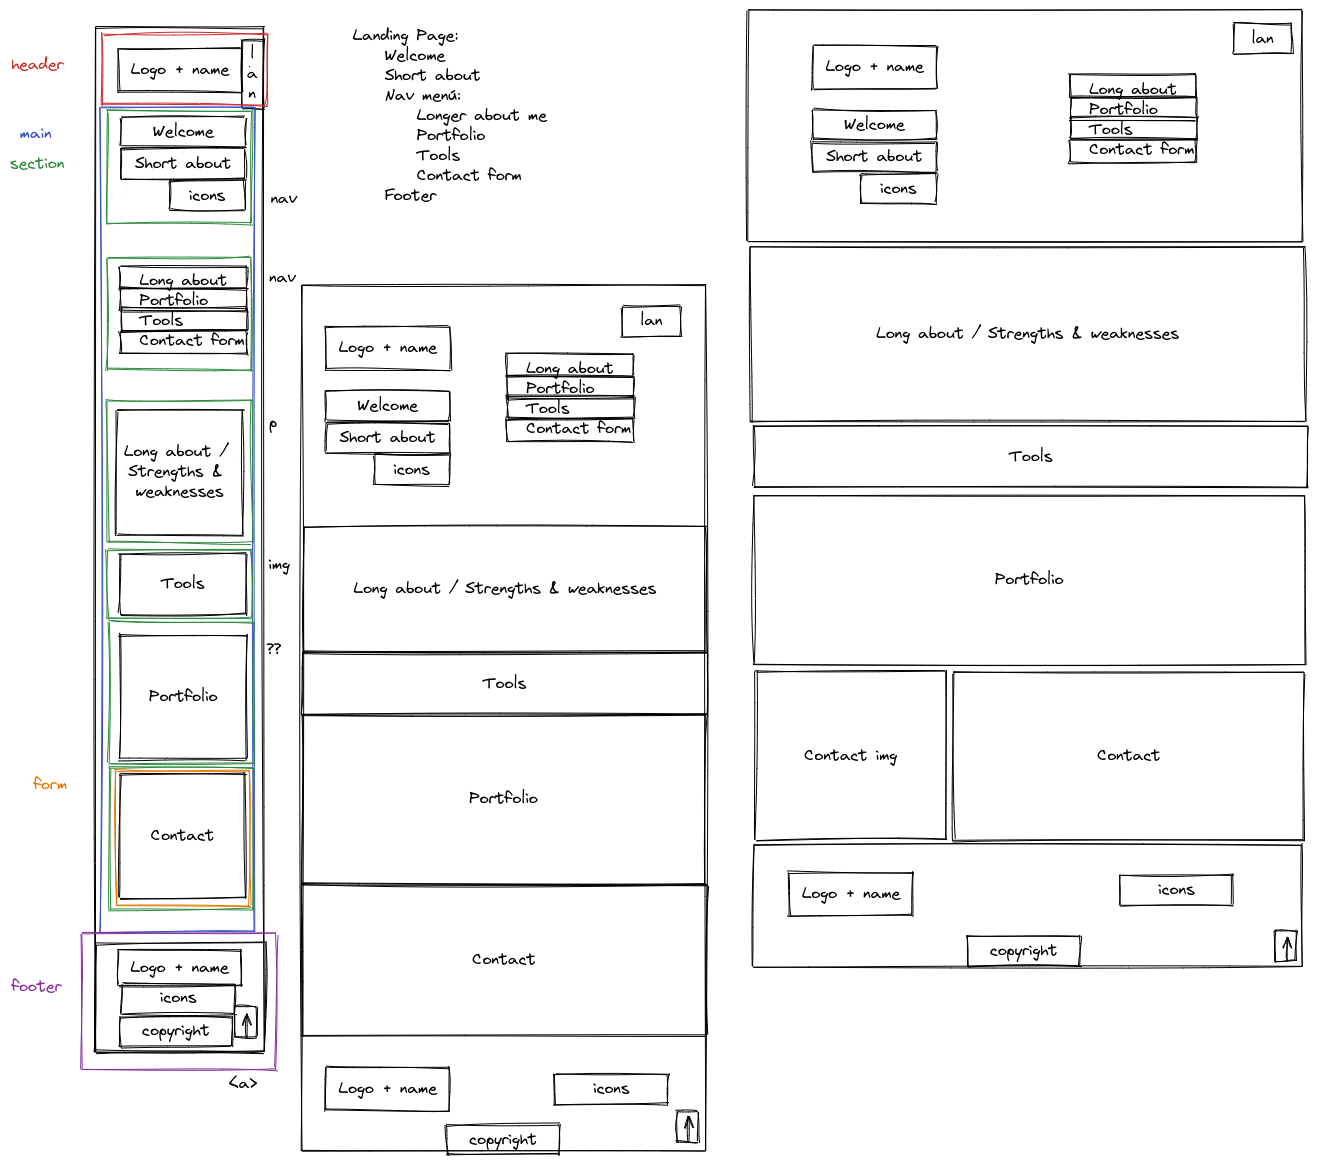 header
main
section
form
footer
Logo + name
l
a
n
Welcome
Short about
icons
nav
Long about
Portfolio
Tools
Contact form
nav
Long about /
Strengths &
weaknesses
p
Tools
img
Portfolio
??
Contact
Logo + name
icons
copyright
↑
<a>
Landing Page:
Welcome
Short about
Nav menú:
Longer about me
Portfolio
Tools
Contact form
Footer
lan
Logo + name
Welcome
Short about
icons
Long about
Portfolio
Tools
Contact form
Long about / Strengths & weaknesses
Tools
Portfolio
Contact
Logo + name
icons
copyright
↑
lan
Logo + name
Welcome
Short about
icons
Long about
Portfolio
Tools
Contact form
Long about / Strengths & weaknesses
Tools
Portfolio
Contact img
Contact
Logo + name
icons
copyright
↑